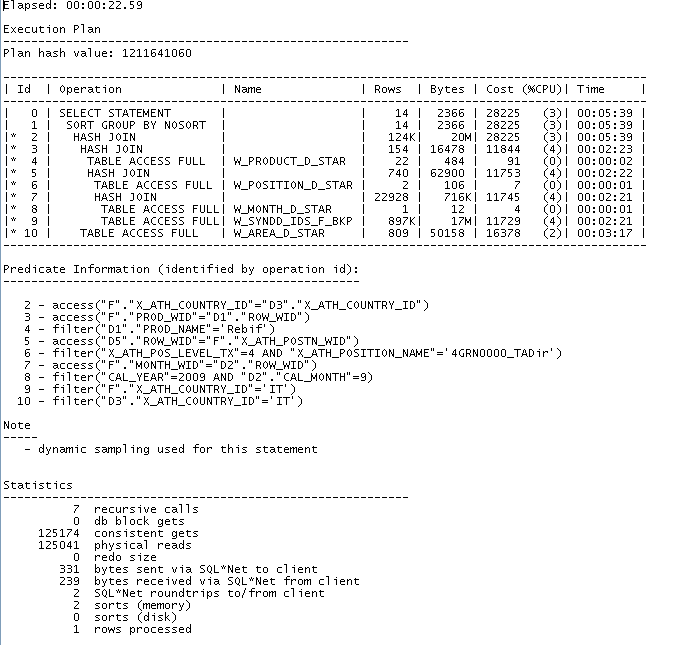 Elapsed: 00:00:22.59
Execution Plan
----------------------------------------------------------
Plan hash value: 1211641060
--------------------------------------------------------------------------------------------
| Id  | Operation             | Name              | Rows  | Bytes | Cost (%CPU)| Time     |
--------------------------------------------------------------------------------------------
|   0 | SELECT STATEMENT      |                   |    14 |  2366 | 28225   (3)| 00:05:39 |
|   1 |  SORT GROUP BY NOSORT |                   |    14 |  2366 | 28225   (3)| 00:05:39 |
|*  2 |   HASH JOIN           |                   |   124K|    20M| 28225   (3)| 00:05:39 |
|*  3 |    HASH JOIN          |                   |   154 | 16478 | 11844   (4)| 00:02:23 |
|*  4 |     TABLE ACCESS FULL | W_PRODUCT_D_STAR  |    22 |   484 |    91   (0)| 00:00:02 |
|*  5 |     HASH JOIN         |                   |   740 | 62900 | 11753   (4)| 00:02:22 |
|*  6 |      TABLE ACCESS FULL| W_POSITION_D_STAR |     2 |   106 |     7   (0)| 00:00:01 |
|*  7 |      HASH JOIN        |                   | 22928 |   716K| 11745   (4)| 00:02:21 |
|*  8 |       TABLE ACCESS FULL| W_MONTH_D_STAR    |     1 |    12 |     4   (0)| 00:00:01 |
|*  9 |       TABLE ACCESS FULL| W_SYNDD_IDS_F_BKP |   897K|    17M| 11729   (4)| 00:02:21 |
|* 10 |    TABLE ACCESS FULL  | W_AREA_D_STAR     |   809 | 50158 | 16378   (2)| 00:03:17 |
--------------------------------------------------------------------------------------------
Predicate Information (identified by operation id):
---------------------------------------------------
2 - access("F"."X_ATH_COUNTRY_ID"="D3"."X_ATH_COUNTRY_ID")
3 - access("F"."PROD_WID"="D1"."ROW_WID")
4 - filter("D1"."PROD_NAME"='Rebif')
5 - access("D5"."ROW_WID"="F"."X_ATH_POSTN_WID")
6 - filter("X_ATH_POS_LEVEL_TX"=4 AND "X_ATH_POSITION_NAME"='4GRN0000_TADir')
7 - access("F"."MONTH_WID"="D2"."ROW_WID")
8 - filter("CAL_YEAR"=2009 AND "D2"."CAL_MONTH"=9)
9 - filter("F"."X_ATH_COUNTRY_ID"='IT')
10 - filter("D3"."X_ATH_COUNTRY_ID"='IT')
Note
-----
- dynamic sampling used for this statement
Statistics
----------------------------------------------------------
7  recursive calls
0  db block gets
125174  consistent gets
125041  physical reads
0  redo size
331  bytes sent via SQL*Net to client
239  bytes received via SQL*Net from client
2  SQL*Net roundtrips to/from client
2  sorts (memory)
0  sorts (disk)
1  rows processed